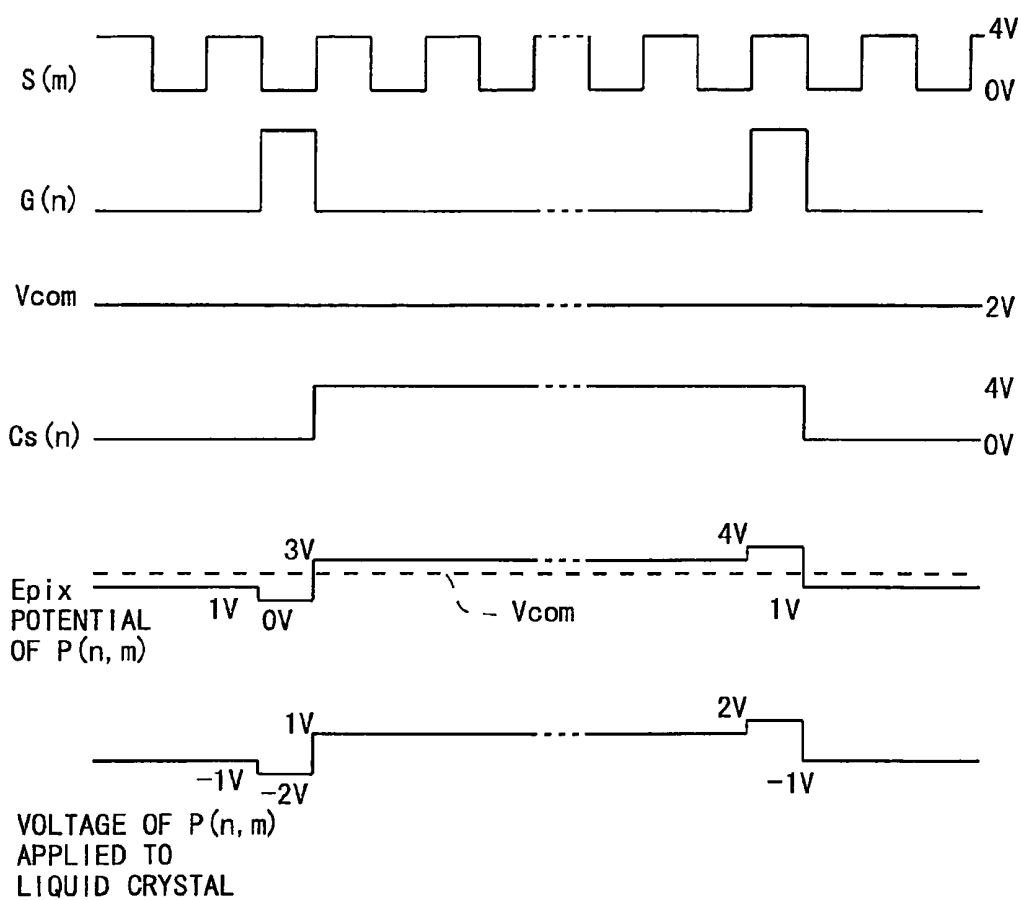 4V
S(m)
0V
G(n)
Vcom
2V
4V
Cs(n)
0V
3V
4V
Epix
POTENTIAL
OF P(n,m)
1V
0V
Vcom
1V
1V
2V
-1V
-2V
-1V
VOLTAGE OF P(n,m)
APPLIED TO
LIQUID CRYSTAL